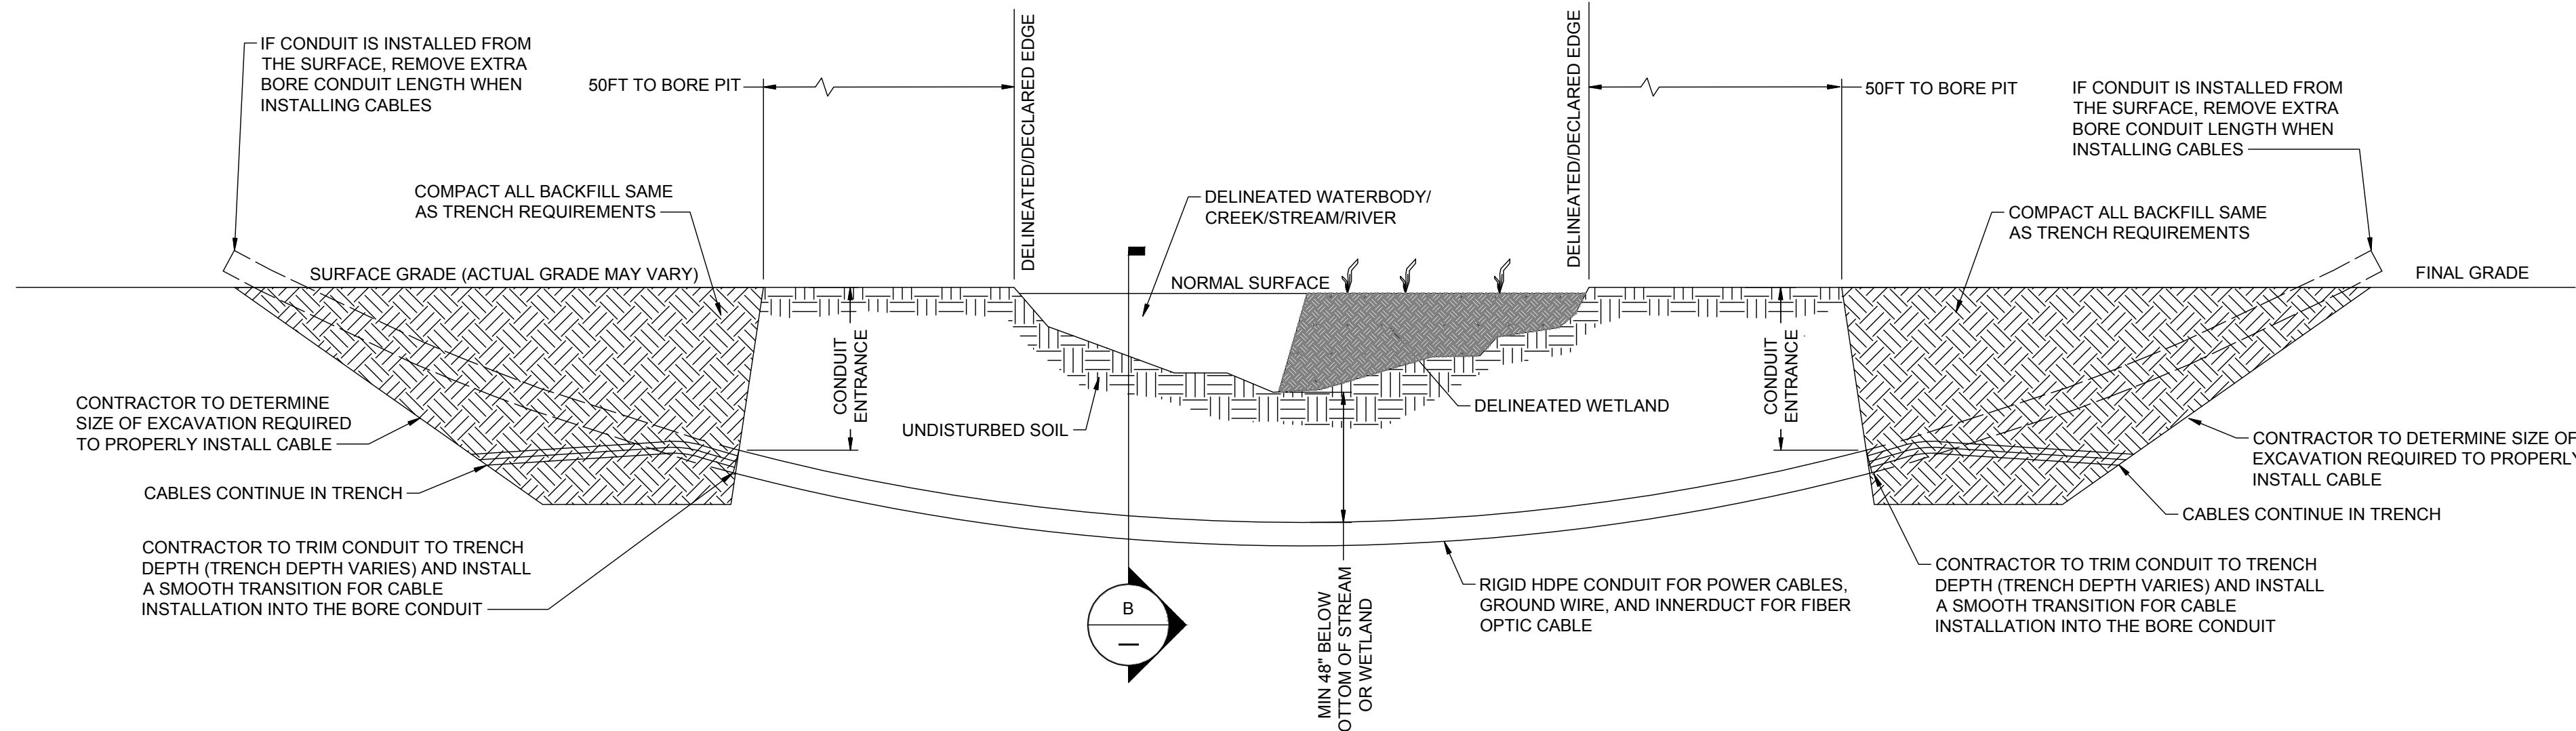 IF CONDUIT IS INSTALLED FROM
THE SURFACE, REMOVE EXTRA
BORE CONDUIT LENGTH WHEN
INSTALLING CABLES
50FT TO BORE PIT
DELINEATED/DECLARED EDGE
DELINEATED/DECLARED EDGE
50FT TO BORE PIT
IF CONDUIT IS INSTALLED FROM
THE SURFACE, REMOVE EXTRA
BORE CONDUIT LENGTH WHEN
INSTALLING CABLES
COMPACT ALL BACKFILL SAME
AS TRENCH REQUIREMENTS
DELINEATED WATERBODY/
CREEK/STREAM/RIVER
COMPACT ALL BACKFILL SAME
AS TRENCH REQUIREMENTS
SURFACE GRADE (ACTUAL GRADE MAY VARY)
NORMAL SURFACE
FINAL GRADE
CONDUIT
ENTRANCE
CONDUIT
ENTRANCE
CONTRACTOR TO DETERMINE
SIZE OF EXCAVATION REQUIRED
TO PROPERLY INSTALL CABLE
UNDISTURBED SOIL
DELINEATED WETLAND
CONTRACTOR TO DETERMINE SIZE OF
EXCAVATION REQUIRED TO PROPERLY
INSTALL CABLE
CABLES CONTINUE IN TRENCH
CABLES CONTINUE IN TRENCH
CONTRACTOR TO TRIM CONDUIT TO TRENCH
DEPTH (TRENCH DEPTH VARIES) AND INSTALL
A SMOOTH TRANSITION FOR CABLE
INSTALLATION INTO THE BORE CONDUIT
B
MIN 48" BELOW
OTTOM OF STREAM
OR WETLAND
RIGID HDPE CONDUIT FOR POWER CABLES,
GROUND WIRE, AND INNERDUCT FOR FIBER
OPTIC CABLE
CONTRACTOR TO TRIM CONDUIT TO TRENCH
DEPTH (TRENCH DEPTH VARIES) AND INSTALL
A SMOOTH TRANSITION FOR CABLE
INSTALLATION INTO THE BORE CONDUIT